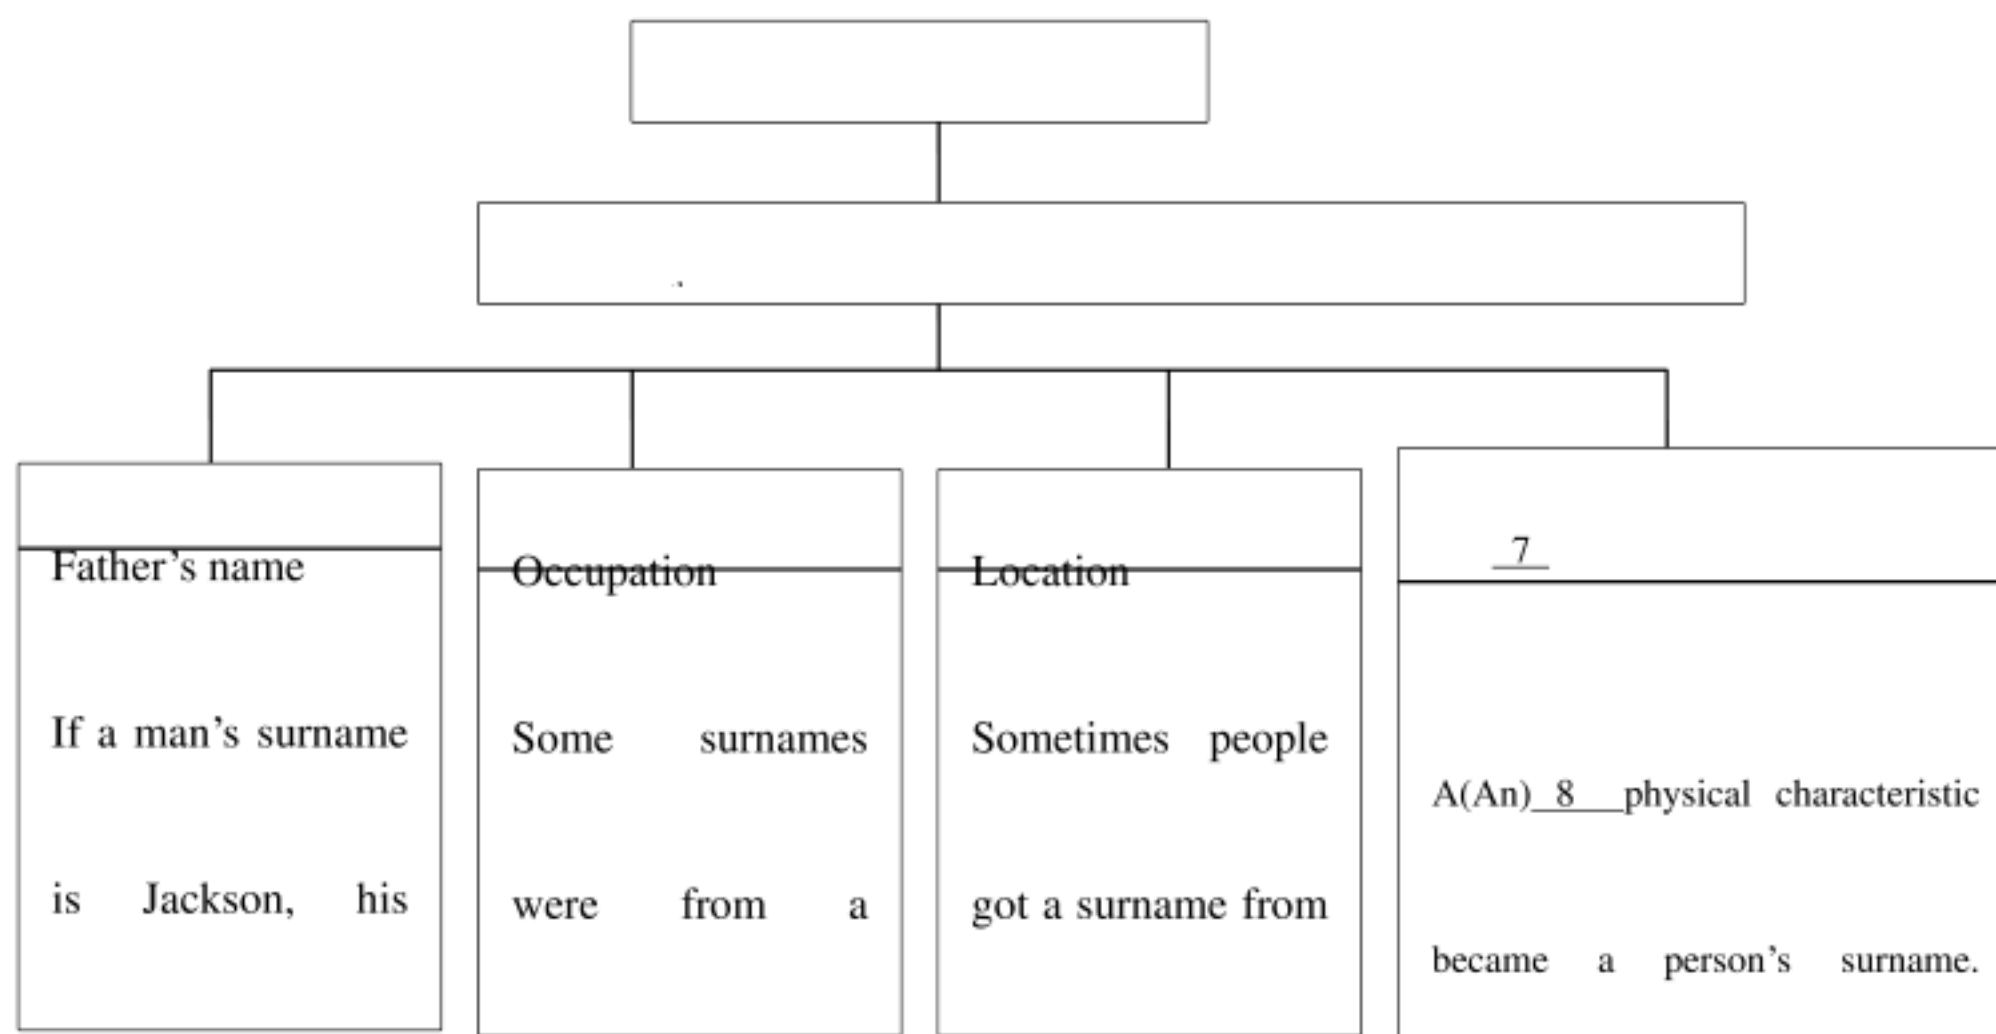 Father's name
If a man's surname
is Jackson, his
Occupation
Some surnames
were from a
Location
Sometimes people
got a surname from
7
A(An) 8 physical characteristic
became a person's surname.